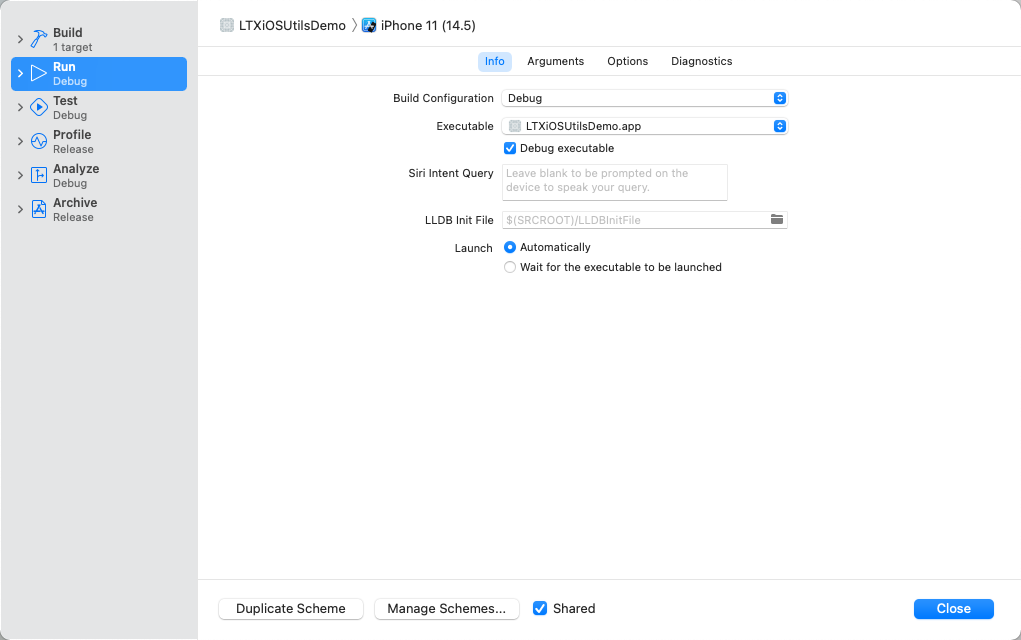 Build
1 target
Run
Debug
Test
Debug
Profile
Release
Analyze
Debug
Archive
Release
LTXiOSUtilsDemo iPhone 11 (14.5)
Info Arguments Options Diagnostics
Build Configuration Debug
Executable LTXiOSUtilsDemo.app
Debug executable
Siri Intent Query Leave blank to be prompted on the
device to speak your query.
LLDB Init File $(SRCROOT)/LLDBInitFile
Launch Automatically
Wait for the executable to be launched
Duplicate Scheme Manage Schemes... Shared Close